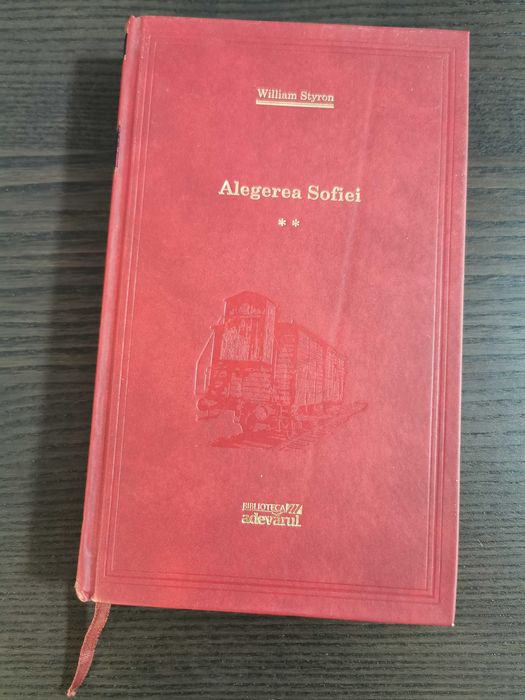 William Styron
Alegerea Sofiei
* *
BIBLIOTECA
adevărul